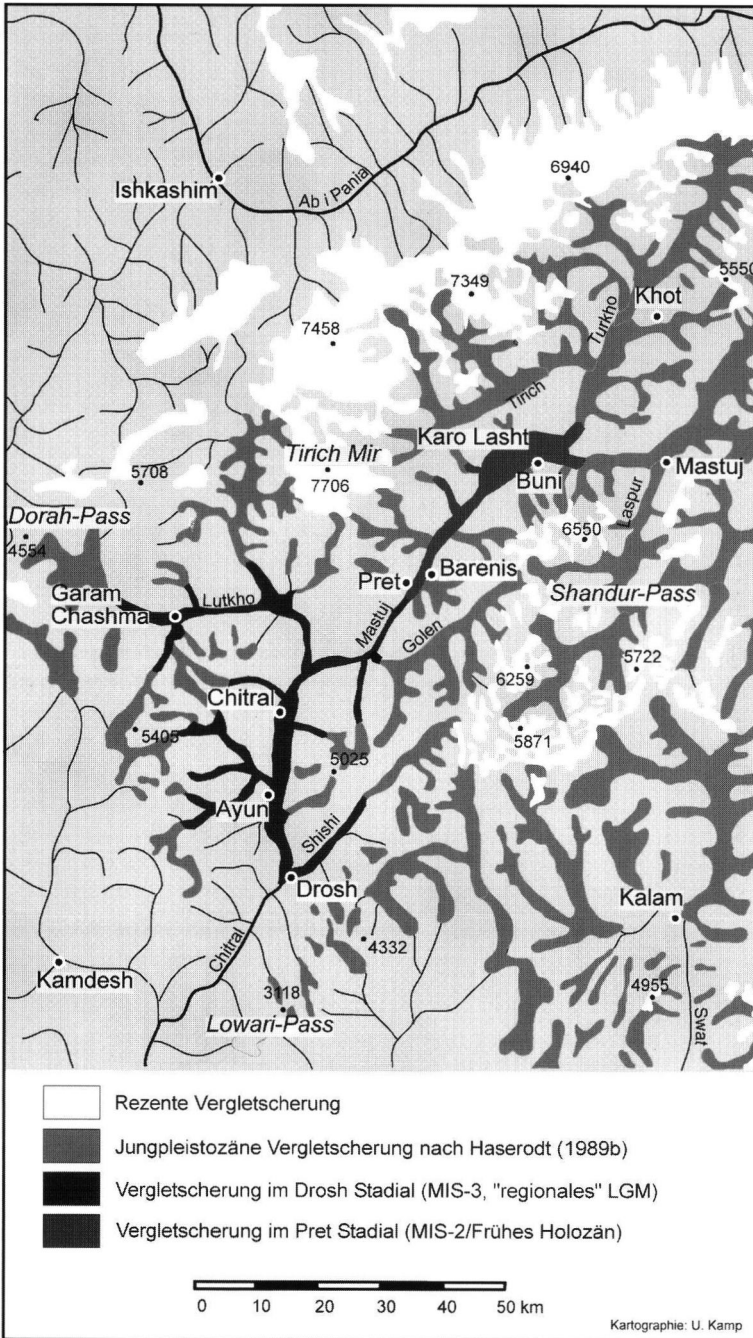 Ishkashim
Ab i Panja
6940
7349
5550
Khot
7458
Turkho
Tirich
Karo Lasht
Tirich Mir
7706
Buni
Mastuj
5708
Dorah-Pass
4554
Laspur
6550
Garam
Chashma
Lutkho
Pret
Barenis
Shandur-Pass
Mastuj
Golen
6259
5722
Chitral
5405
5871
5025
Ayun
Shishi
Drosh
Kalam
4332
Kamdesh
Chitral
3118
Lowari-Pass
4955
Swat
Rezente Vergletscherung
Jungpleistozäne Vergletscherung nach Haserodt (1989b)
Vergletscherung im Drosh Stadial (MIS-3, "regionales" LGM)
Vergletscherung im Pret Stadial (MIS-2/Frühes Holozän)
0 10 20 30 40 50 km
Kartographie: U. Kamp